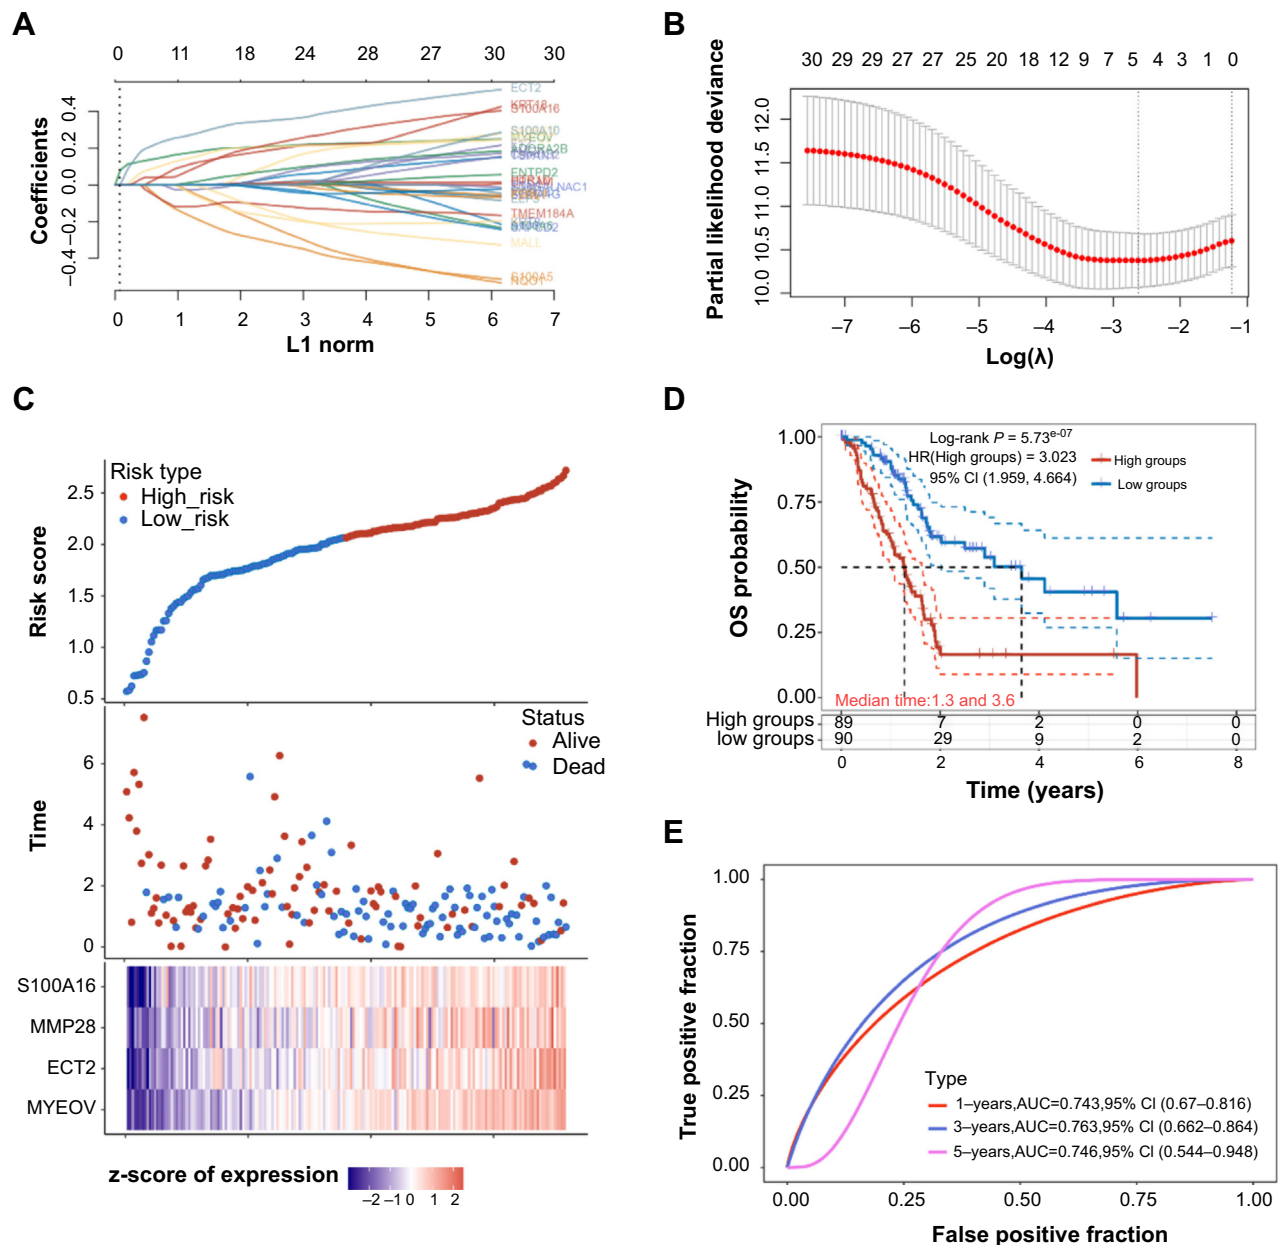 A
0 11 18 24 28 27 30 30
Coefficients
0.4
0.2
0.0
–0.2
–0.4
ECT2
S100A16
S100A10
MYEOV
ADORA2B
ENTPD2
TMEM184A
MALL
S100A5
NQO1
0 1 2 3 4 5 6 7
L1 norm
B
30 29 29 27 27 25 20 18 12 9 7 5 4 3 1 0
Partial likelihood deviance
12.0
11.5
11.0
10.5
10.0
–7 –6 –5 –4 –3 –2 –1
Log(λ)
C
Risk type
High_risk
Low_risk
Risk score
2.5
2.0
1.5
1.0
0.5
Status
Alive
Dead
Time
6
4
2
0
S100A16
MMP28
ECT2
MYEOV
z-score of expression
–2 –1 0 1 2
D
OS probability
1.00
0.75
0.50
0.25
0.00
Log-rank P = 5.73e-07
HR(High groups) = 3.023
95% CI (1.959, 4.664)
High groups
Low groups
Median time:1.3 and 3.6
High groups 89 7 2 0 0
low groups 90 29 9 2 0
0 2 4 6 8
Time (years)
E
True positive fraction
1.00
0.75
0.50
0.25
0.00
Type
1–years,AUC=0.743,95% CI (0.67–0.816)
3–years,AUC=0.763,95% CI (0.662–0.864)
5–years,AUC=0.746,95% CI (0.544–0.948)
0.00 0.25 0.50 0.75 1.00
False positive fraction